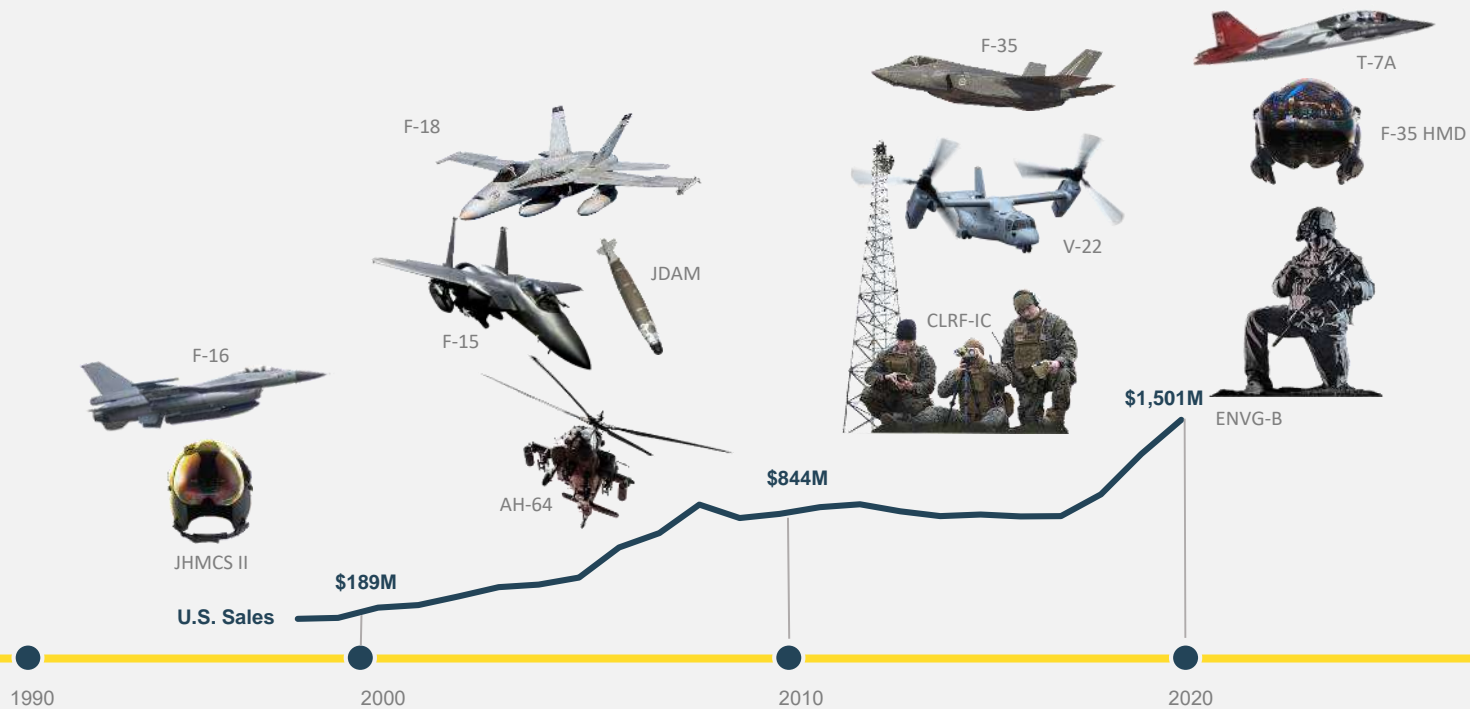 T-7A
F-35
F-35 HMD
F-18
V-22
JDAM
CLRF-IC
F-15
F-16
$1,501M
ENVG-B
$844M
AH-64
JHMCS II
$189M
U.S. Sales
1990
2000
2010
2020